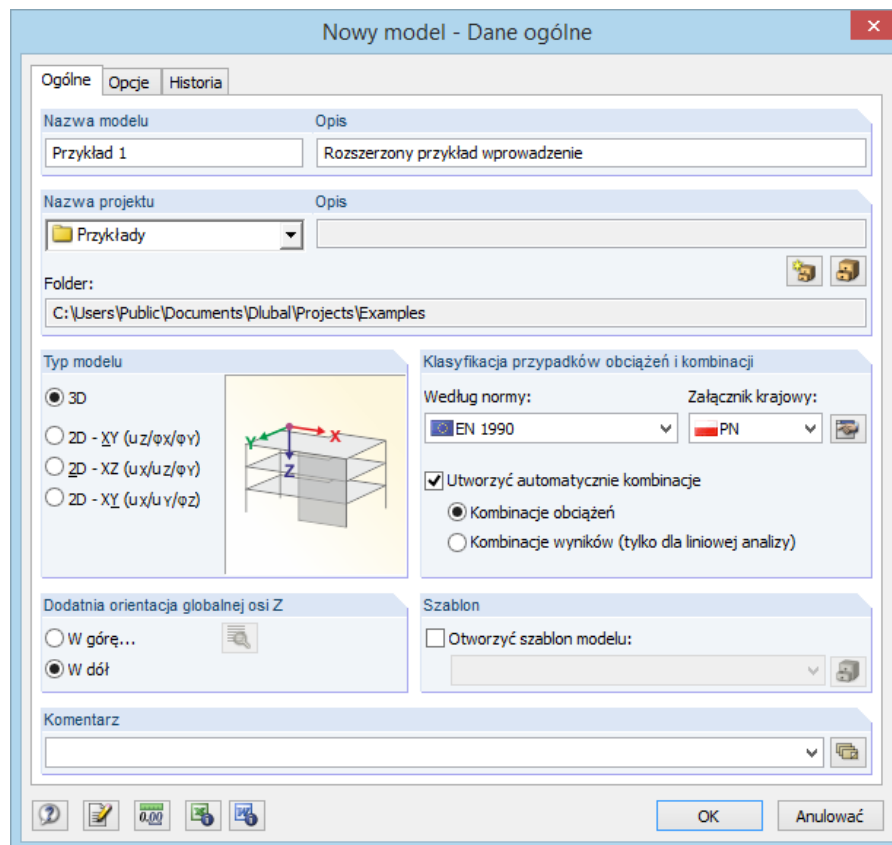 Nowy model - Dane ogólne
Ogólne Opcje Historia
Nazwa modelu Opis
Przykład 1 Rozszerzony przykład wprowadzenie
Nazwa projektu Opis
Przykłady
Folder:
C:\Users\Public\Documents\Dlubal\Projects\Examples
Typ modelu
3D
2D - XY (uz/φx/φY)
2D - XZ (ux/uz/φY)
2D - XY (ux/uY/φz)
Y X
Z
Klasyfikacja przypadków obciążeń i kombinacji
Według normy: Załącznik krajowy:
EN 1990 PN
Utworzyć automatycznie kombinacje
Kombinacje obciążeń
Kombinacje wyników (tylko dla liniowej analizy)
Dodatnia orientacja globalnej osi Z
W górę...
W dół
Szablon
Otworzyć szablon modelu:
Komentarz
0.00
OK Anulować